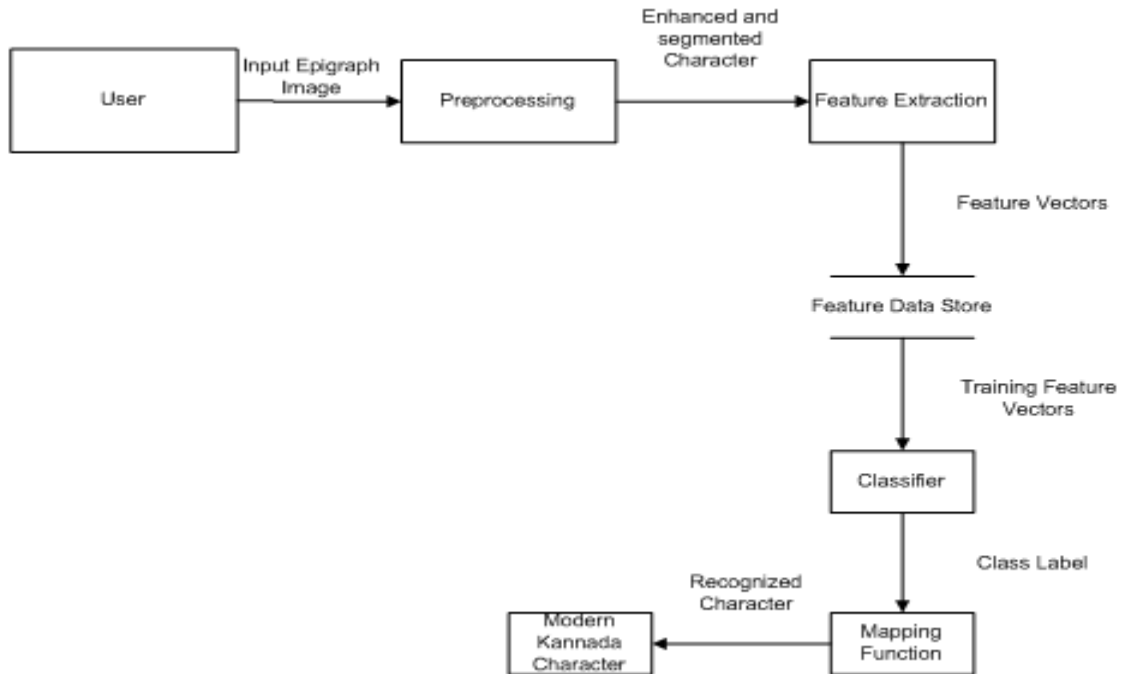 Enhanced and
segmented
Character
Input Epigraph
Image
User
Preprocessing
Feature Extraction
Feature Vectors
Feature Data Store
Training Feature
Vectors
Classifier
Class Label
Recognized
Character
Mapping
Function
Modern
Kannada
Character